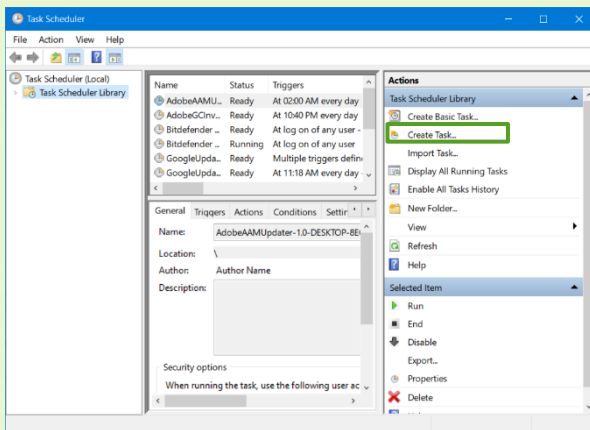 Task Scheduler
File Action View Help
Task Scheduler (Local)
Task Scheduler Library
Name Status Triggers
AdobeAAMU... Ready At 02:00 AM every day
AdobeGCInv... Ready At 10:40 PM every day
Bitdefender ... Ready At log on of any user -
Bitdefender ... Running At log on of any user
GoogleUpda... Ready Multiple triggers defin
GoogleUpda... Ready At 11:18 AM every day -
General Triggers Actions Conditions Settir
Name: AdobeAAMUpdater-1.0-DESKTOP-8E
Location: \
Author: Author Name
Description:
Security options
When running the task, use the following user ac
Actions
Task Scheduler Library
Create Basic Task...
Create Task...
Import Task...
Display All Running Tasks
Enable All Tasks History
New Folder...
View
Refresh
Help
Selected Item
Run
End
Disable
Export...
Properties
Delete